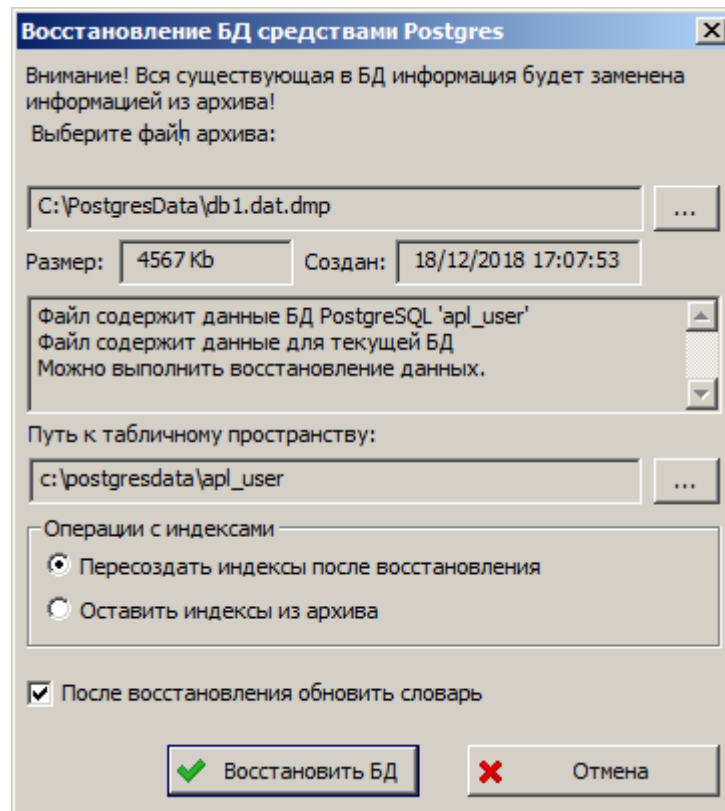 Восстановление БД средствами Postgres
Внимание! Вся существующая в БД информация будет заменена
информацией из архива!
Выберите файл архива:
C:\PostgresData\db1.dat.dmp
...
Размер: 4567 Kb Создан: 18/12/2018 17:07:53
Файл содержит данные БД PostgreSQL 'apl_user'
Файл содержит данные для текущей БД
Можно выполнить восстановление данных.
Путь к табличному пространству:
c:\postgresdata\apl_user
...
Операции с индексами
Пересоздать индексы после восстановления
Оставить индексы из архива
После восстановления обновить словарь
Восстановить БД Отмена